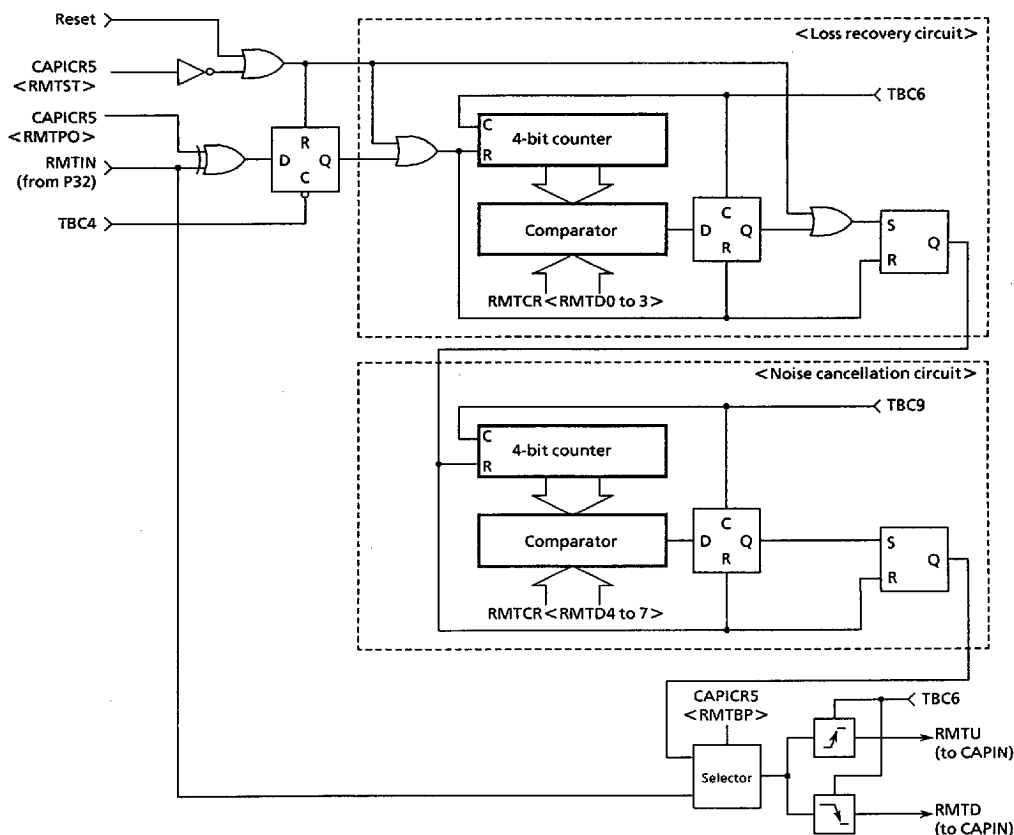 Reset
CAPICR5
<RMTST>
CAPICR5
<RMTPO>
RMTIN
(from P32)
TBC4
R
D Q
C
<Loss recovery circuit>
TBC6
C
R
4-bit counter
Comparator
RMTCR<RMTD0 to 3>
C
D Q
R
S
R
Q
<Noise cancellation circuit>
TBC9
C
R
4-bit counter
Comparator
RMTCR<RMTD4 to 7>
C
D Q
R
S
R
Q
CAPICR5
<RMTBP>
Selector
TBC6
RMTU
(to CAPIN)
RMTD
(to CAPIN)